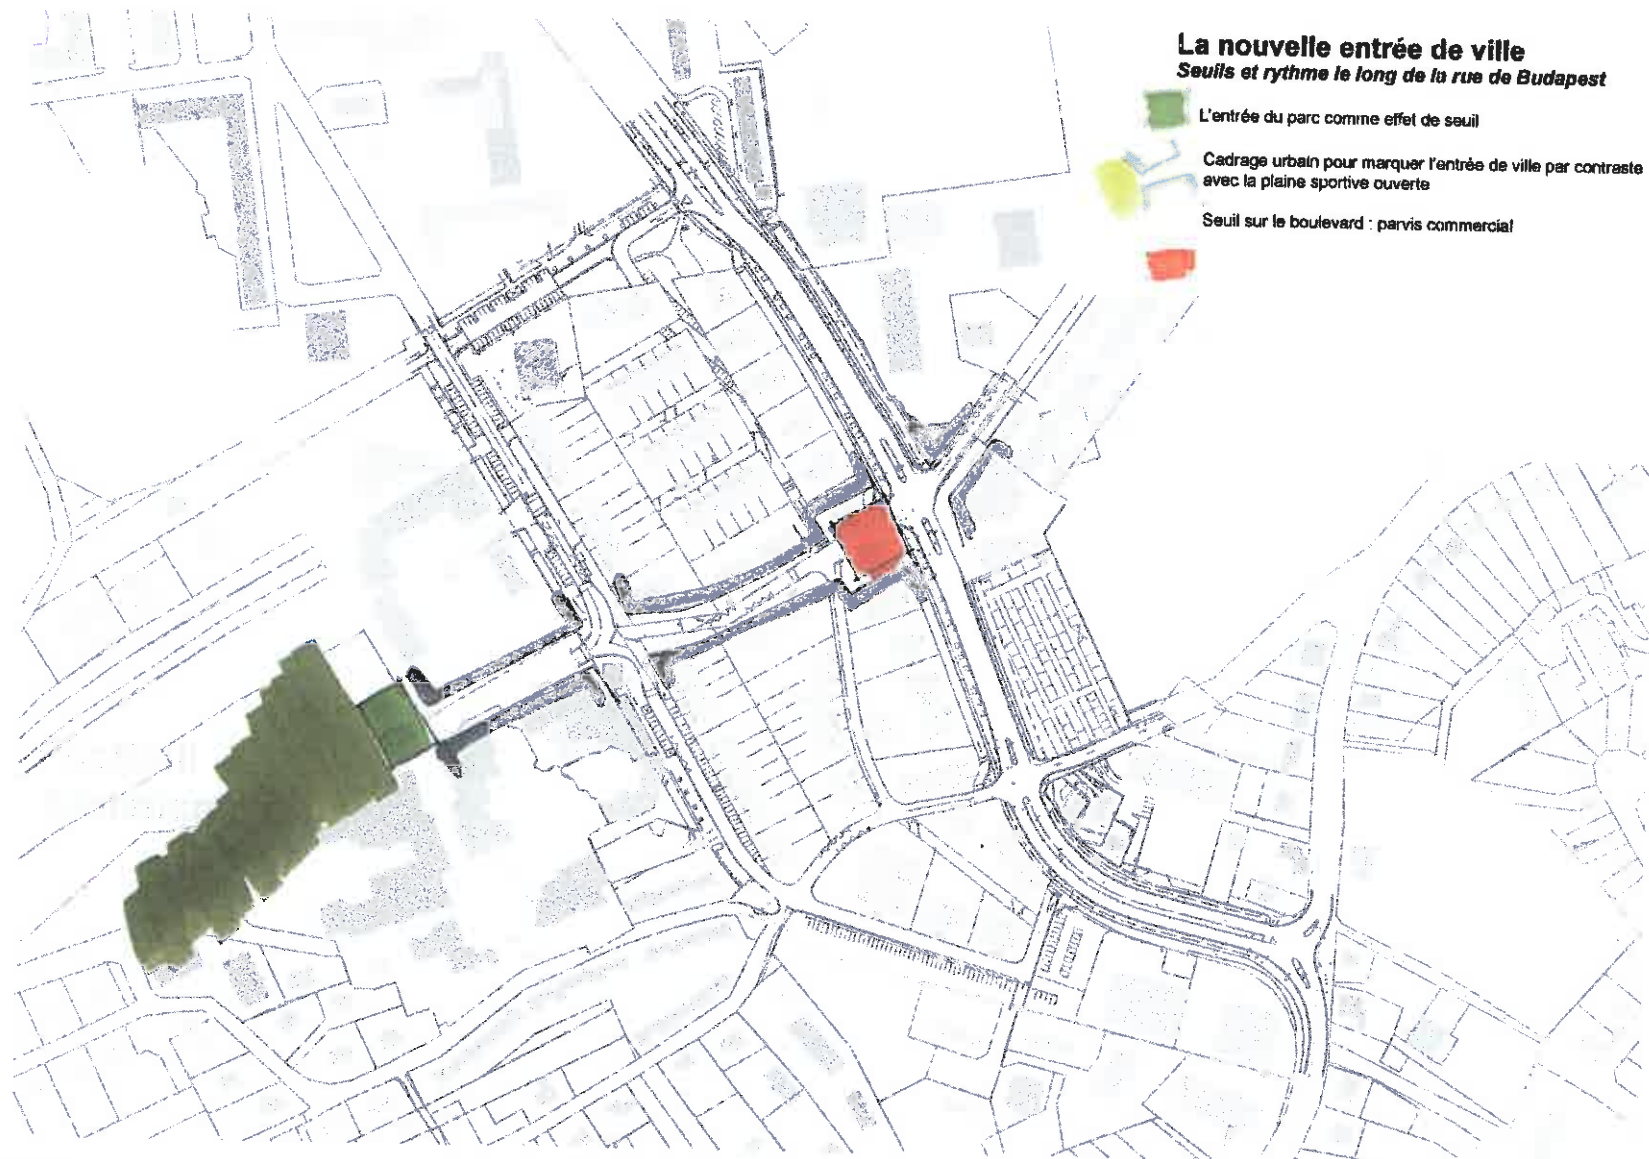 La nouvelle entrée de ville
Seuils et rythme le long de la rue de Budapest
L'entrée du parc comme effet de seuil
Cadrage urbain pour marquer l'entrée de ville par contraste
avec la plaine sportive ouverte
Seuil sur le boulevard : parvis commercial